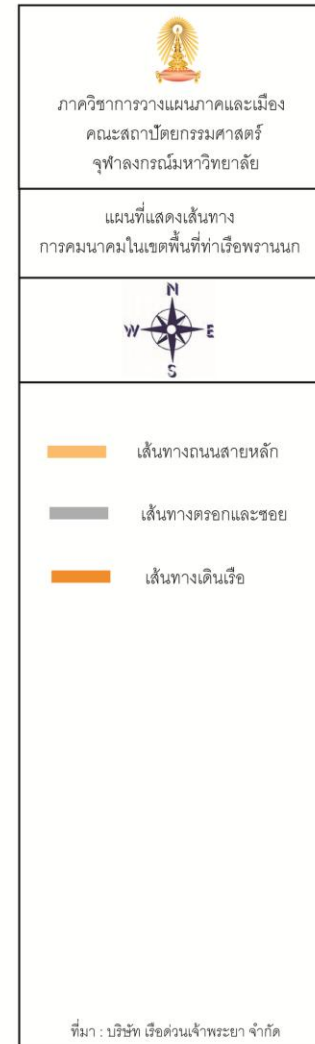 ภาควิชาการวางแผนภาคและเมือง
คณะสถาปัตยกรรมศาสตร์
จุฬาลงกรณ์มหาวิทยาลัย
แผนที่แสดงเส้นทาง
การคมนาคมในเขตพื้นที่ท่าเรือพรานนก
N
W E
S
เส้นทางถนนสายหลัก
เส้นทางตรอกและซอย
เส้นทางเดินเรือ
ที่มา : บริษัท เรือด่วนเจ้าพระยา จำกัด